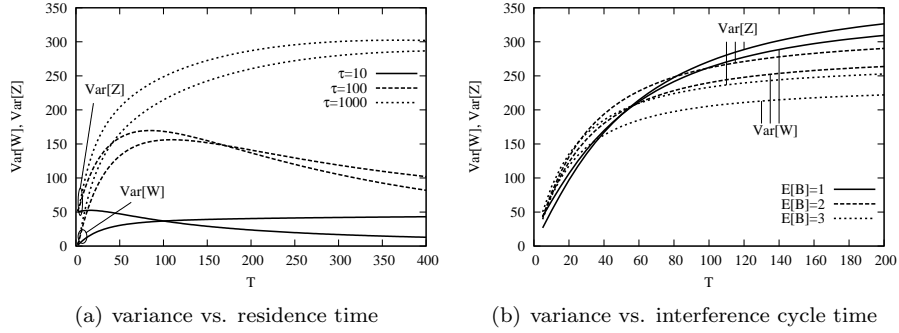 350
300
250
200
150
100
50
0
0 50 100 150 200 250 300 350 400
Var[W], Var[Z]
T
Var[Z]
Var[W]
τ=10
τ=100
τ=1000
(a) variance vs. residence time
350
300
250
200
150
100
50
0
0 20 40 60 80 100 120 140 160 180 200
Var[W], Var[Z]
T
Var[Z]
Var[W]
E[B]=1
E[B]=2
E[B]=3
(b) variance vs. interference cycle time